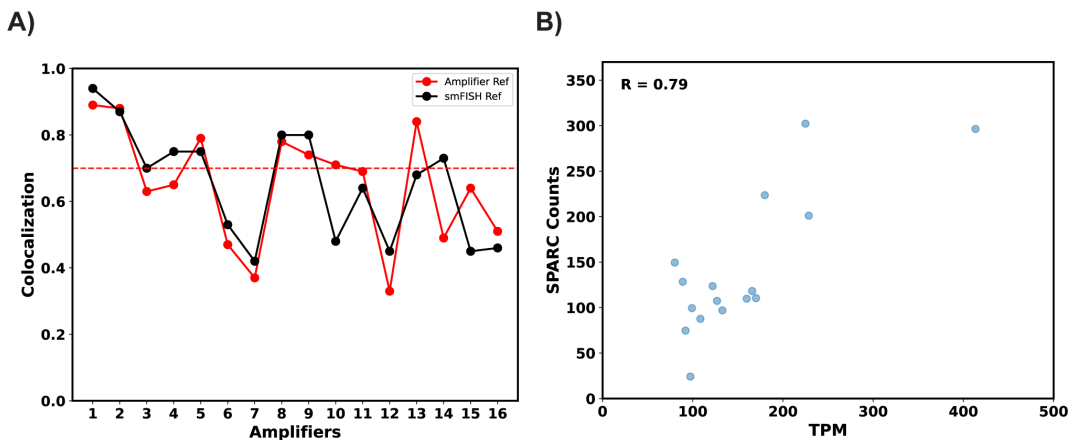 A)
B)
1.0
0.8
0.6
0.4
0.2
0.0
Colocalization
Amplifier Ref
smFISH Ref
1 2 3 4 5 6 7 8 9 10 11 12 13 14 15 16
Amplifiers
R = 0.79
350
300
250
200
150
100
50
0
SPARC Counts
0 100 200 300 400 500
TPM